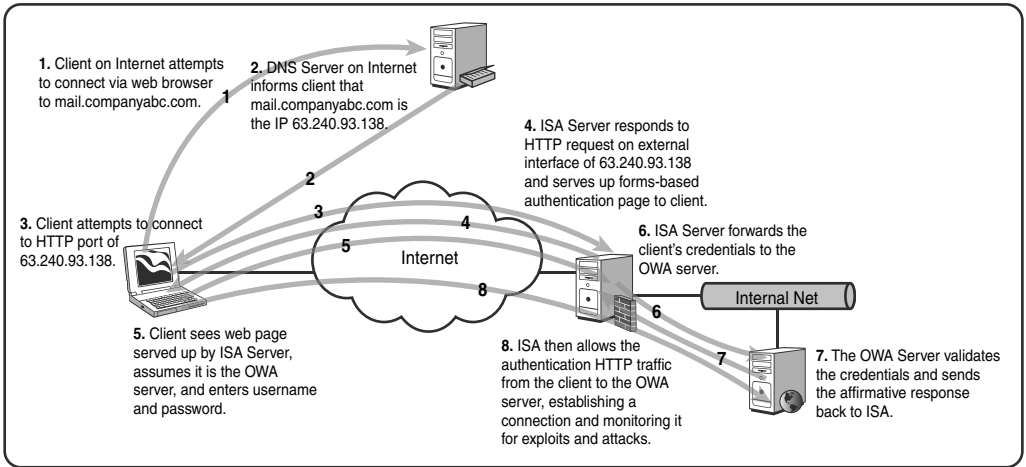 1. Client on Internet attempts
to connect via web browser
to mail.companyabc.com.
1
2. DNS Server on Internet
informs client that
mail.companyabc.com is
the IP 63.240.93.138.
2
3. Client attempts to connect
to HTTP port of
63.240.93.138.
3
4
5
8
Internet
4. ISA Server responds to
HTTP request on external
interface of 63.240.93.138
and serves up forms-based
authentication page to client.
5. Client sees web page
served up by ISA Server,
assumes it is the OWA
server, and enters username
and password.
6. ISA Server forwards the
client's credentials to the
OWA server.
Internal Net
6
7
7. The OWA Server validates
the credentials and sends
the affirmative response
back to ISA.
8. ISA then allows the
authentication HTTP traffic
from the client to the OWA
server, establishing a
connection and monitoring it
for exploits and attacks.